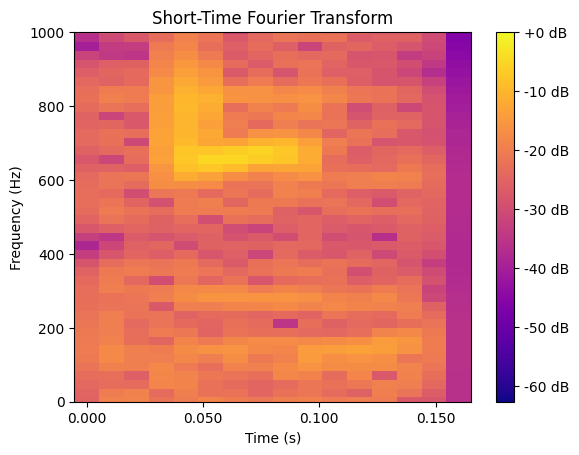 Short-Time Fourier Transform
1000
800
600
400
200
0
Frequency (Hz)
0.000
0.050
0.100
0.150
Time (s)
+0 dB
-10 dB
-20 dB
-30 dB
-40 dB
-50 dB
-60 dB